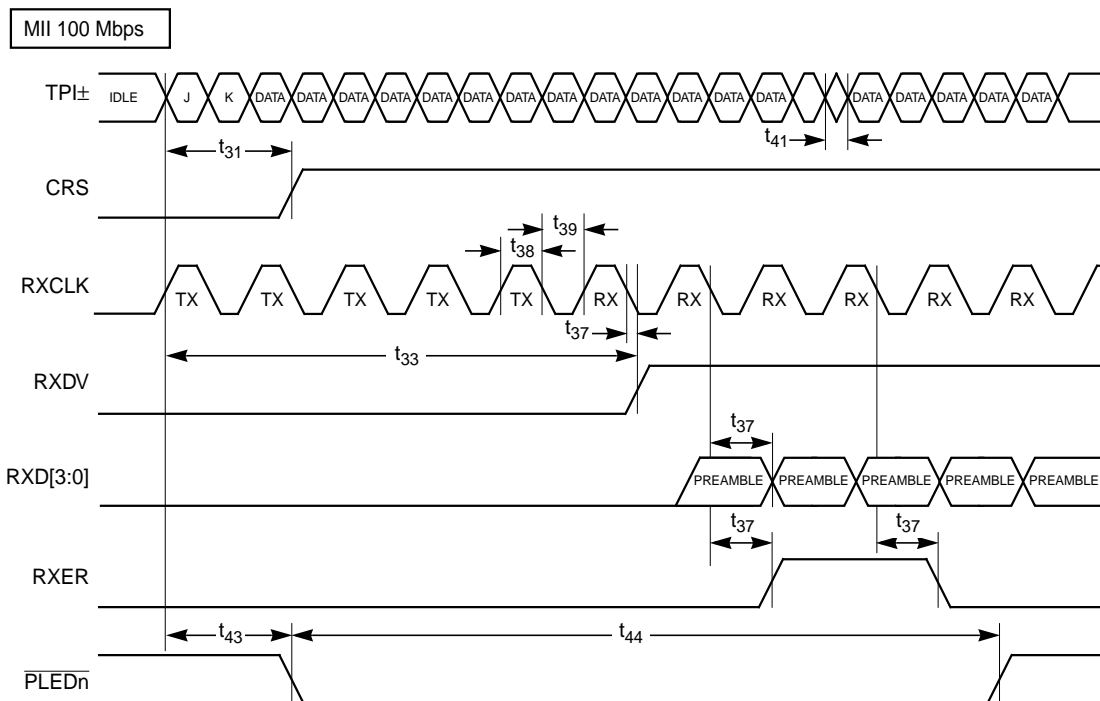 MII 100 Mbps
TPI± IDLE J K DATA DATA DATA DATA DATA DATA DATA DATA DATA DATA DATA DATA DATA DATA DATA DATA DATA DATA
t41
t31
CRS
t39
t38
RXCLK TX TX TX TX TX RX RX RX RX RX RX
t37
t33
RXDV
t37
RXD[3:0] PREAMBLE PREAMBLE PREAMBLE PREAMBLE PREAMBLE
t37 t37
RXER
t43 t44
PLEDn